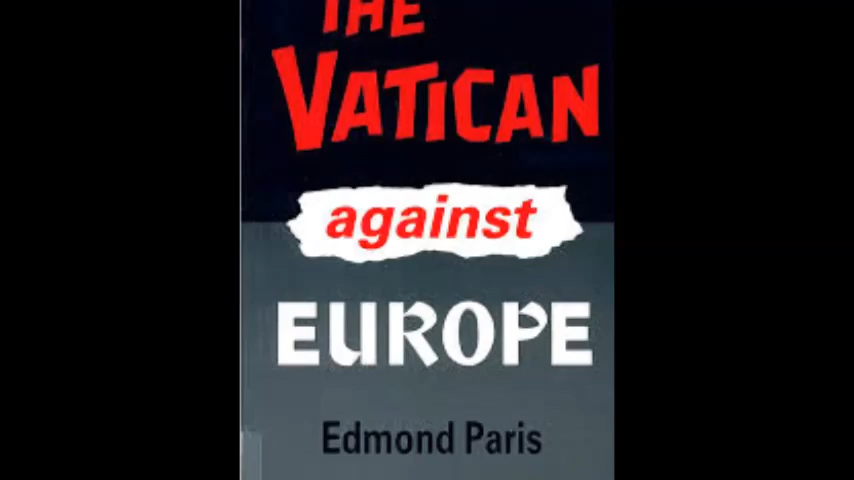 THE
VATICAN
against
EUROPE
Edmond Paris